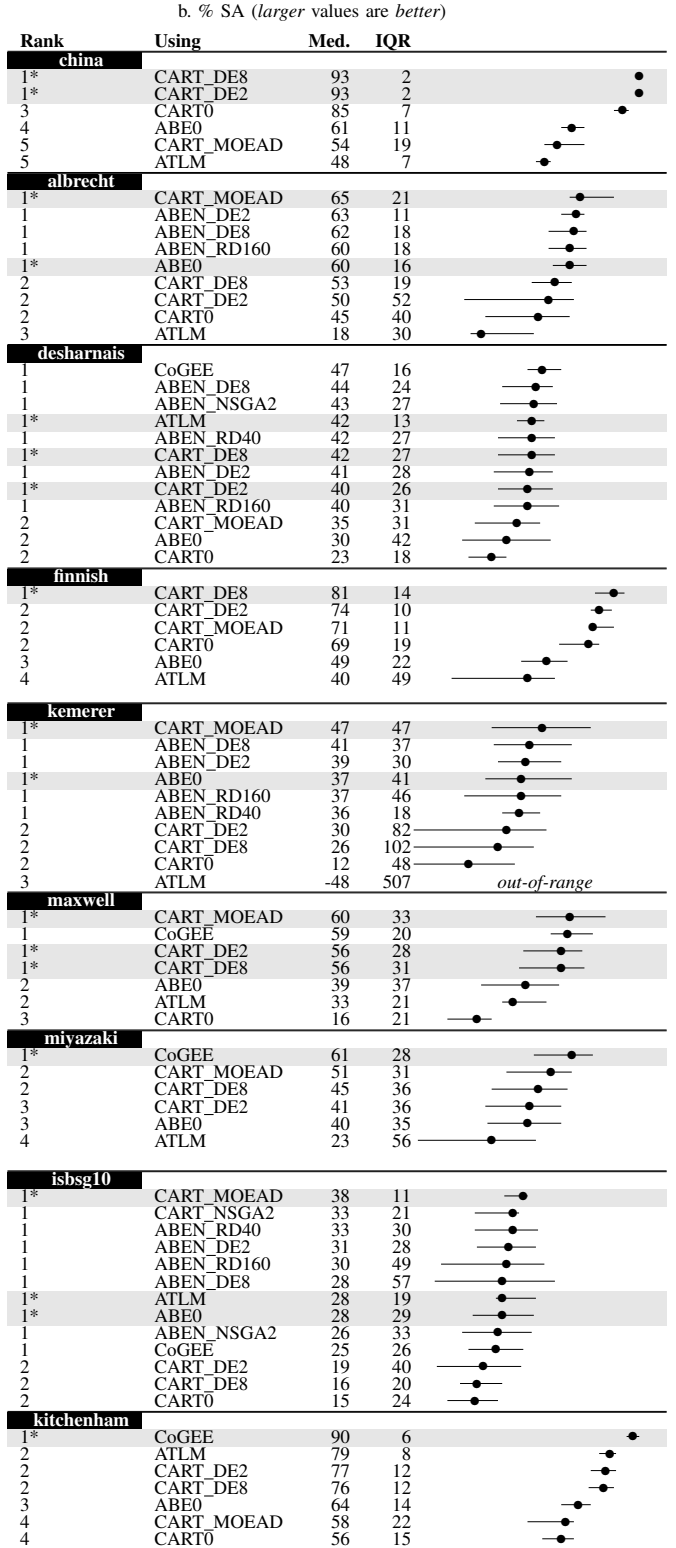 b. % SA (larger values are better)
Rank Using Med. IQR
china
1* CART_DE8 93 2
1* CART_DE2 93 2
3 CART0 85 7
4 ABE0 61 11
5 CART_MOEAD 54 19
5 ATLM 48 7
albrecht
1* CART_MOEAD 65 21
1 ABEN_DE2 63 11
1 ABEN_DE8 62 18
1 ABEN_RD160 60 18
1* ABE0 60 16
2 CART_DE8 53 19
2 CART_DE2 50 52
2 CART0 45 40
3 ATLM 18 30
desharnais
1 CoGEE 47 16
1 ABEN_DE8 44 24
1 ABEN_NSGA2 43 27
1* ATLM 42 13
1 ABEN_RD40 42 27
1* CART_DE8 42 27
1 ABEN_DE2 41 28
1* CART_DE2 40 26
1 ABEN_RD160 40 31
2 CART_MOEAD 35 31
2 ABE0 30 42
2 CART0 23 18
finnish
1* CART_DE8 81 14
2 CART_DE2 74 10
2 CART_MOEAD 71 11
2 CART0 69 19
3 ABE0 49 22
4 ATLM 40 49
kemerer
1* CART_MOEAD 47 47
1 ABEN_DE8 41 37
1 ABEN_DE2 39 30
1* ABE0 37 41
1 ABEN_RD160 37 46
1 ABEN_RD40 36 18
2 CART_DE2 30 82
2 CART_DE8 26 102
2 CART0 12 48
3 ATLM -48 507 out-of-range
maxwell
1* CART_MOEAD 60 33
1 CoGEE 59 20
1* CART_DE2 56 28
1* CART_DE8 56 31
2 ABE0 39 37
2 ATLM 33 21
3 CART0 16 21
miyazaki
1* CoGEE 61 28
2 CART_MOEAD 51 31
2 CART_DE8 45 36
3 CART_DE2 41 36
3 ABE0 40 35
4 ATLM 23 56
isbsg10
1* CART_MOEAD 38 11
1 CART_NSGA2 33 21
1 ABEN_RD40 33 30
1 ABEN_DE2 31 28
1 ABEN_RD160 30 49
1 ABEN_DE8 28 57
1* ATLM 28 19
1* ABE0 28 29
1 ABEN_NSGA2 26 33
1 CoGEE 25 26
2 CART_DE2 19 40
2 CART_DE8 16 20
2 CART0 15 24
kitchenham
1* CoGEE 90 6
2 ATLM 79 8
2 CART_DE2 77 12
2 CART_DE8 76 12
3 ABE0 64 14
4 CART_MOEAD 58 22
4 CART0 56 15